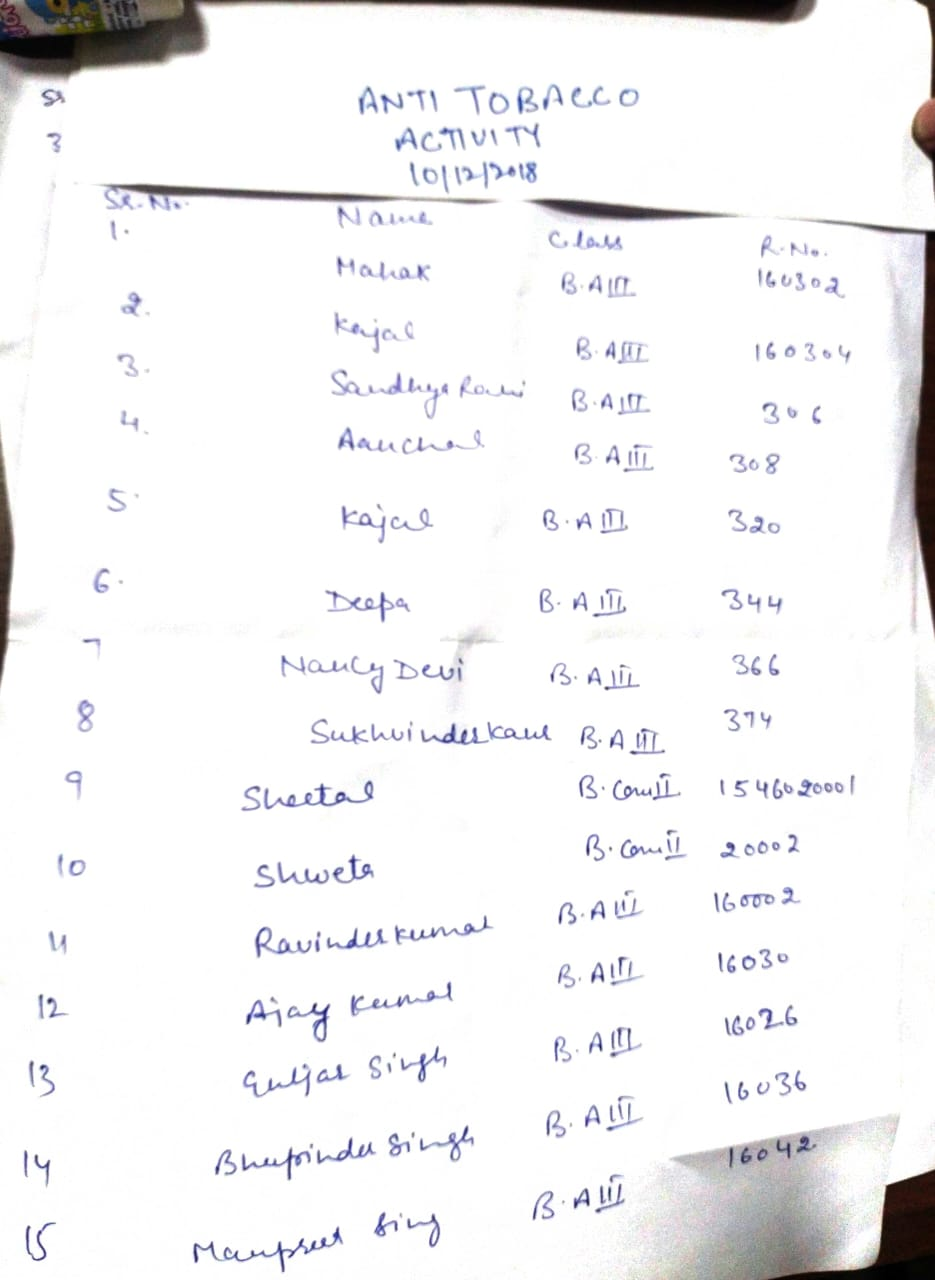 Sr
3
ANTI TOBACCO
ACTIVITY
10/12/2018
Sr. No. Name Class R. No.
1. Mahak B.A III 160302
2. Kajal B.A III 160304
3. Sandhya Rani B.A III 306
4. Aanchal B.A III 308
5. Kajal B.A III 320
6. Deepa B.A III 344
7 Nancy Devi B.A III 366
8 Sukhvinder kaur B.A III 374
9 Sheetal B.Com II 1546020001
10 Shweta B.Com II 20002
11 Ravinder kumar B.A III 160002
12 Ajay Kumar B.A III 16030
13 Guljar Singh B.A III 16026
14 Bhupinder Singh B.A III 16036
15 Manpreet Sing B.A III 16042